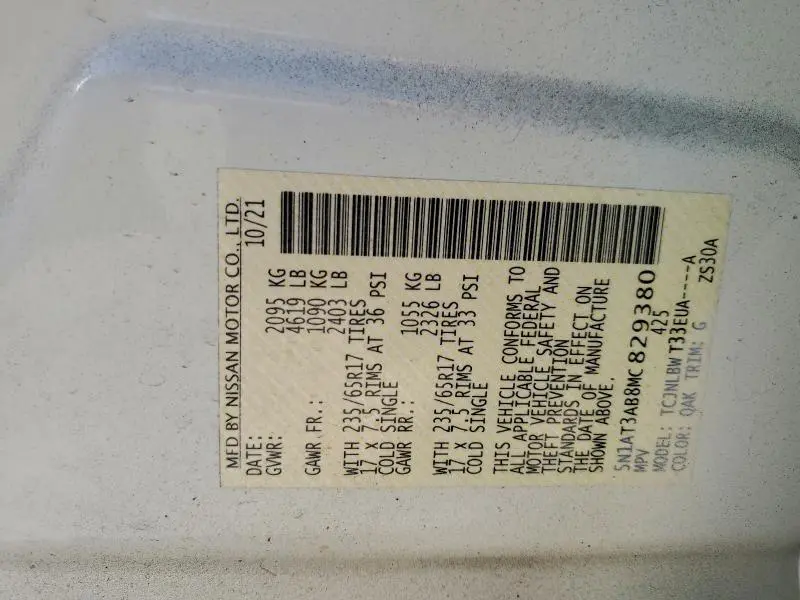 MFD BY NISSAN MOTOR CO., LTD.
DATE: 10/21
GVWR: 2095 KG
4619 LB
GAWR FR.: 1090 KG
2403 LB
WITH 235/65R17 TIRES
17 X 7.5 RIMS AT 36 PSI
COLD SINGLE
GAWR RR.: 1055 KG
2326 LB
WITH 235/65R17 TIRES
17 X 7.5 RIMS AT 33 PSI
COLD SINGLE
THIS VEHICLE CONFORMS TO
ALL APPLICABLE FEDERAL
MOTOR VEHICLE SAFETY AND
THEFT PREVENTION
STANDARDS IN EFFECT ON
THE DATE OF MANUFACTURE
SHOWN ABOVE.
5N1AT3AB8MC829380
MPV 425
MODEL: TCJNLBWT33EUA----A
COLOR: QAK TRIM: G ZS30A